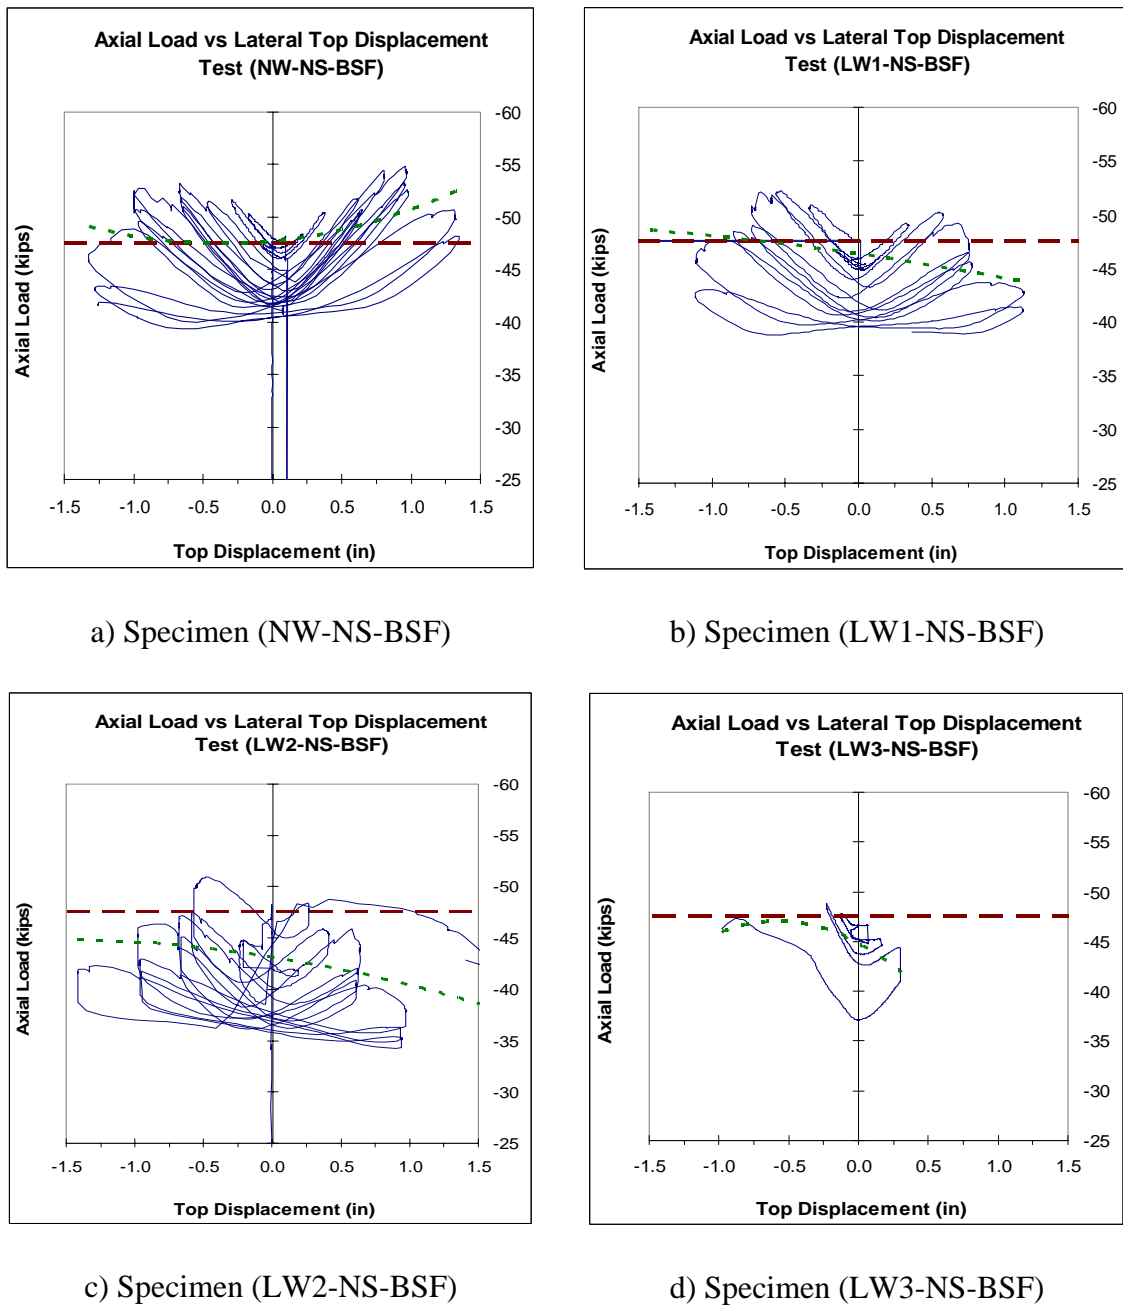 Axial Load vs Lateral Top Displacement
Test (NW-NS-BSF)
-60
-55
-50
-45
-40
-35
-30
-25
Axial Load (kips)
-1.5 -1.0 -0.5 0.0 0.5 1.0 1.5
Top Displacement (in)
a) Specimen (NW-NS-BSF)
Axial Load vs Lateral Top Displacement
Test (LW1-NS-BSF)
-60
-55
-50
-45
-40
-35
-30
-25
Axial Load (kips)
-1.5 -1.0 -0.5 0.0 0.5 1.0 1.5
Top Displacement (in)
b) Specimen (LW1-NS-BSF)
Axial Load vs Lateral Top Displacement
Test (LW2-NS-BSF)
-60
-55
-50
-45
-40
-35
-30
-25
Axial Load (kips)
-1.5 -1.0 -0.5 0.0 0.5 1.0 1.5
Top Displacement (in)
c) Specimen (LW2-NS-BSF)
Axial Load vs Lateral Top Displacement
Test (LW3-NS-BSF)
-60
-55
-50
-45
-40
-35
-30
-25
Axial Load (kips)
-1.5 -1.0 -0.5 0.0 0.5 1.0 1.5
Top Displacement (in)
d) Specimen (LW3-NS-BSF)